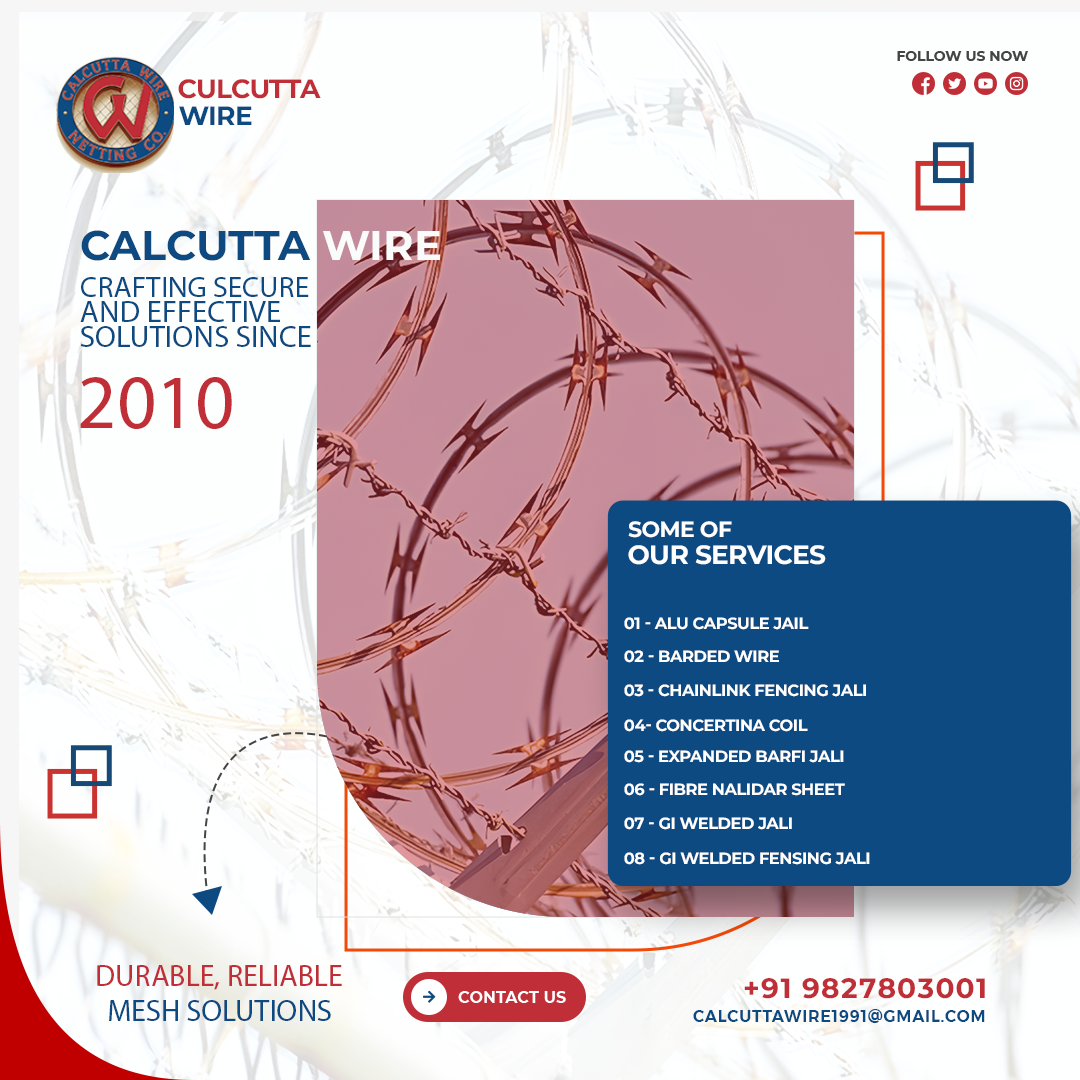 CALCUTTA WIRE
NETTING CO.
CW
CULCUTTA
WIRE
FOLLOW US NOW
CALCUTTA WIRE
CRAFTING SECURE
AND EFFECTIVE
SOLUTIONS SINCE
2010
SOME OF
OUR SERVICES
01 - ALU CAPSULE JAIL
02 - BARDED WIRE
03 - CHAINLINK FENCING JALI
04- CONCERTINA COIL
05 - EXPANDED BARFI JALI
06 - FIBRE NALIDAR SHEET
07 - GI WELDED JALI
08 - GI WELDED FENSING JALI
DURABLE, RELIABLE
MESH SOLUTIONS
CONTACT US
+91 9827803001
CALCUTTAWIRE1991@GMAIL.COM